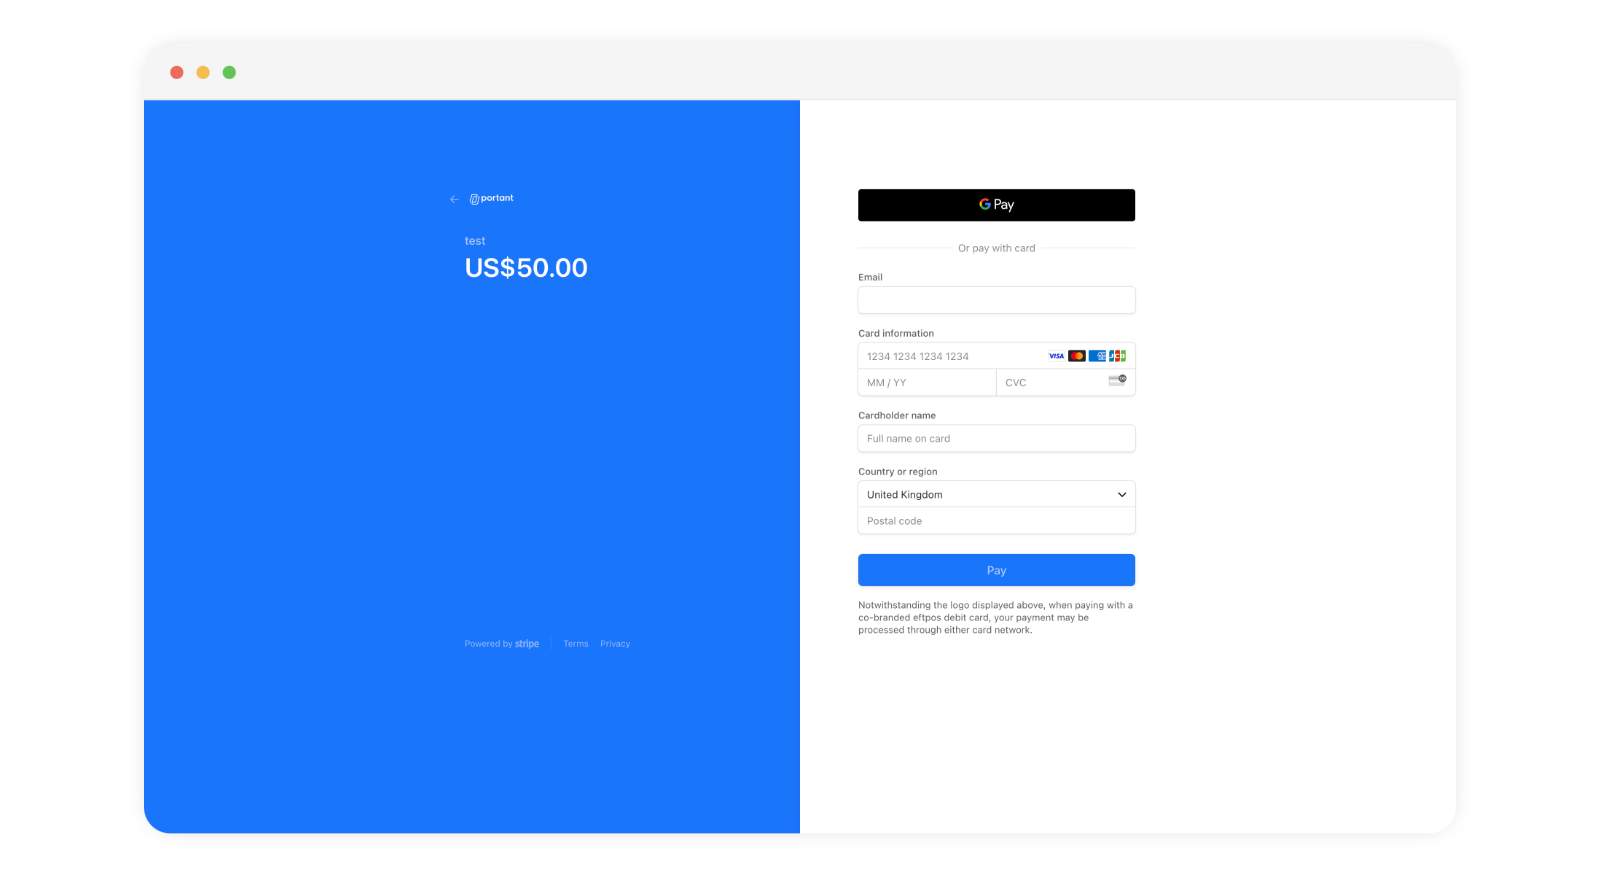 portant
test
US$50.00
Powered by stripe
Terms
Privacy
G Pay
Or pay with card
Email
Card information
1234 1234 1234 1234
VISA
JCB
MM / YY
CVC
Cardholder name
Full name on card
Country or region
United Kingdom
Postal code
Pay
Notwithstanding the logo displayed above, when paying with a
co-branded eftpos debit card, your payment may be
processed through either card network.